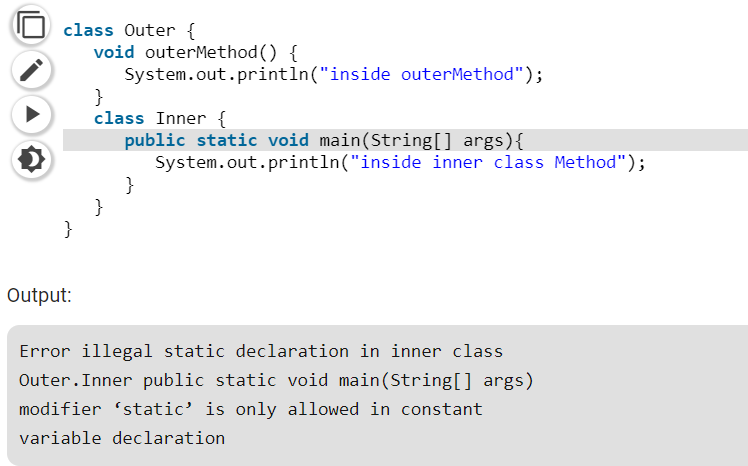 class Outer {
void outerMethod() {
System.out.println("inside outerMethod");
}
class Inner {
public static void main(String[] args){
System.out.println("inside inner class Method");
}
}
}
Output:
Error illegal static declaration in inner class
Outer.Inner public static void main(String[] args)
modifier ‘static’ is only allowed in constant
variable declaration